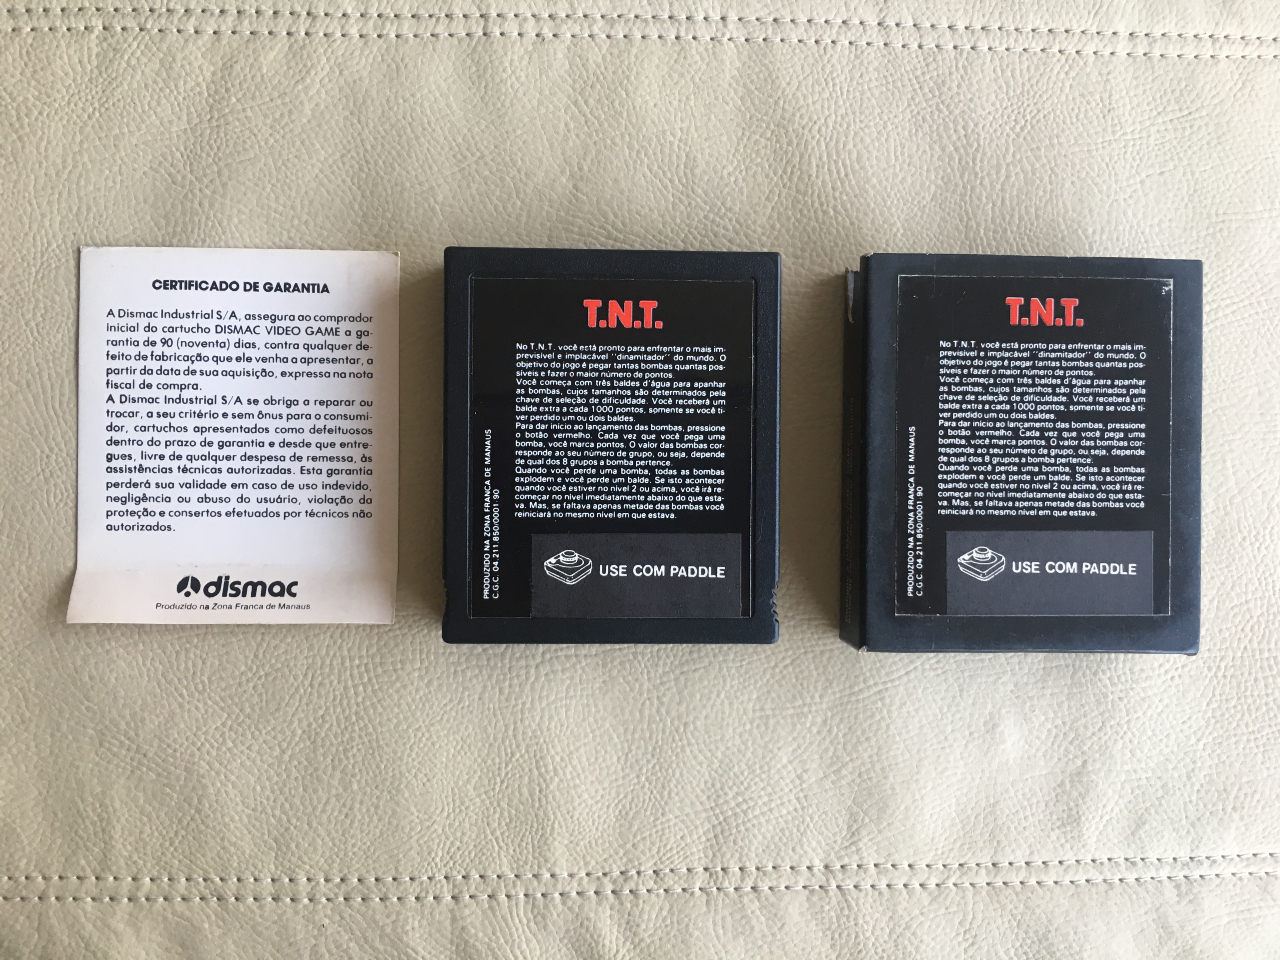 CERTIFICADO DE GARANTIA
A Dismac Industrial S/A, assegura ao comprador
inicial do cartucho DISMAC VIDEO GAME a ga-
rantia de 90 (noventa) dias, contra qualquer de-
feito de fabricação que ele venha a apresentar, a
partir da data de sua aquisição, expressa na nota
fiscal de compra.
A Dismac Industrial S/A se obriga a reparar ou
trocar, a seu critério e sem ônus para o consumi-
dor, cartuchos apresentados como defeituosos
dentro do prazo de garantia e desde que entre-
gues, livre de qualquer despesa de remessa, às
assistências técnicas autorizadas. Esta garantia
perderá sua validade em caso de uso indevido,
negligência ou abuso do usuário, violação da
proteção e consertos efetuados por técnicos não
autorizados.
dismac
Produzido na Zona Franca de Manaus
T.N.T.
No T.N.T. você está pronto para enfrentar o mais im-
previsível e implacável "dinamitador" do mundo. O
objetivo do jogo é pegar tantas bombas quantas pos-
síveis e fazer o maior número de pontos.
Você começa com três baldes d'água para apanhar
as bombas, cujos tamanhos são determinados pela
chave de seleção de dificuldade. Você receberá um
balde extra a cada 1000 pontos, somente se você ti-
ver perdido um ou dois baldes.
Para dar início ao lançamento das bombas, pressione
o botão vermelho. Cada vez que você pega uma
bomba, você marca pontos. O valor das bombas cor-
responde ao seu número de grupo, ou seja, depende
de qual dos 8 grupos a bomba pertence.
Quando você perde uma bomba, todas as bombas
explodem e você perde um balde. Se isto acontecer
quando você estiver no nível 2 ou acima, você irá re-
começar no nível imediatamente abaixo do que esta-
va. Mas, se faltava apenas metade das bombas você
reiniciará no mesmo nível em que estava.
PRODUZIDO NA ZONA FRANCA DE MANAUS
C.G.C. 04.211.850/0001-90
USE COM PADDLE
T.N.T.
No T.N.T. você está pronto para enfrentar o mais im-
previsível e implacável "dinamitador" do mundo. O
objetivo do jogo é pegar tantas bombas quantas pos-
síveis e fazer o maior número de pontos.
Você começa com três baldes d'água para apanhar
as bombas, cujos tamanhos são determinados pela
chave de seleção de dificuldade. Você receberá um
balde extra a cada 1000 pontos, somente se você ti-
ver perdido um ou dois baldes.
Para dar início ao lançamento das bombas, pressione
o botão vermelho. Cada vez que você pega uma
bomba, você marca pontos. O valor das bombas cor-
responde ao seu número de grupo, ou seja, depende
de qual dos 8 grupos a bomba pertence.
Quando você perde uma bomba, todas as bombas
explodem e você perde um balde. Se isto acontecer
quando você estiver no nível 2 ou acima, você irá re-
começar no nível imediatamente abaixo do que esta-
va. Mas, se faltava apenas metade das bombas você
reiniciará no mesmo nível em que estava.
PRODUZIDO NA ZONA FRANCA DE MANAUS
C.G.C. 04.211.850/0001-90
USE COM PADDLE